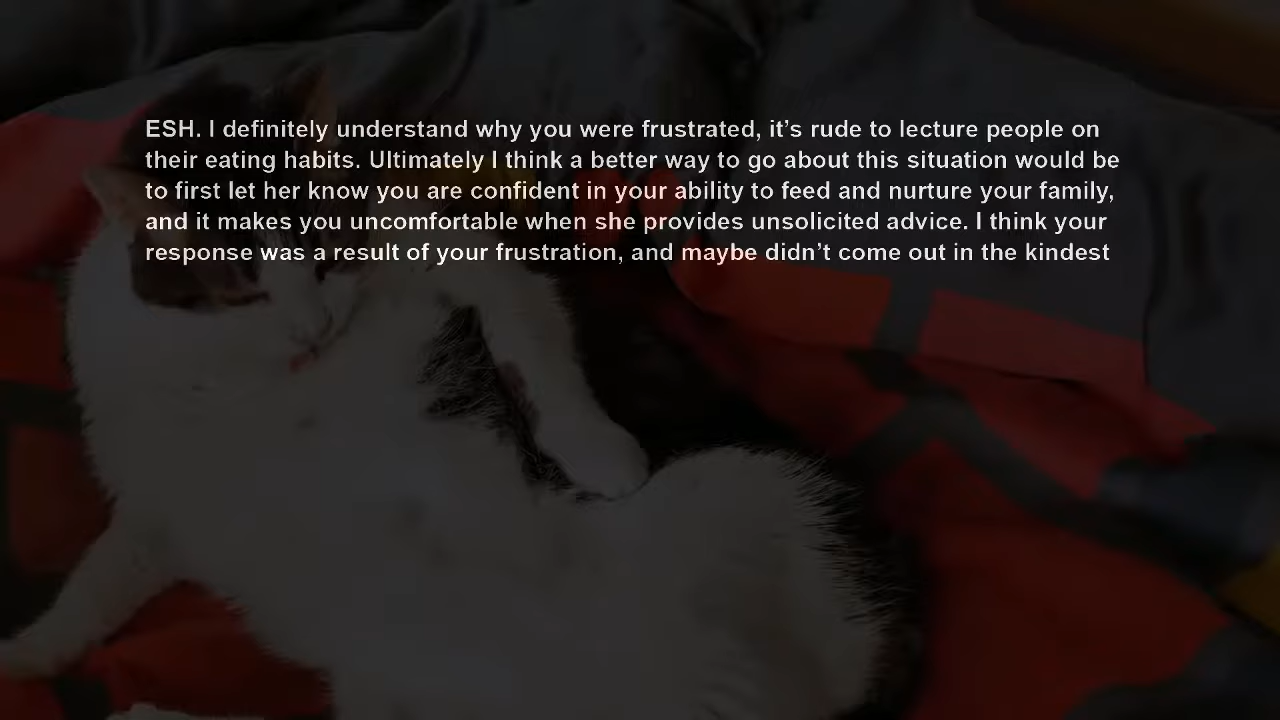 ESH. I definitely understand why you were frustrated, it’s rude to lecture people on
their eating habits. Ultimately I think a better way to go about this situation would be
to first let her know you are confident in your ability to feed and nurture your family,
and it makes you uncomfortable when she provides unsolicited advice. I think your
response was a result of your frustration, and maybe didn’t come out in the kindest